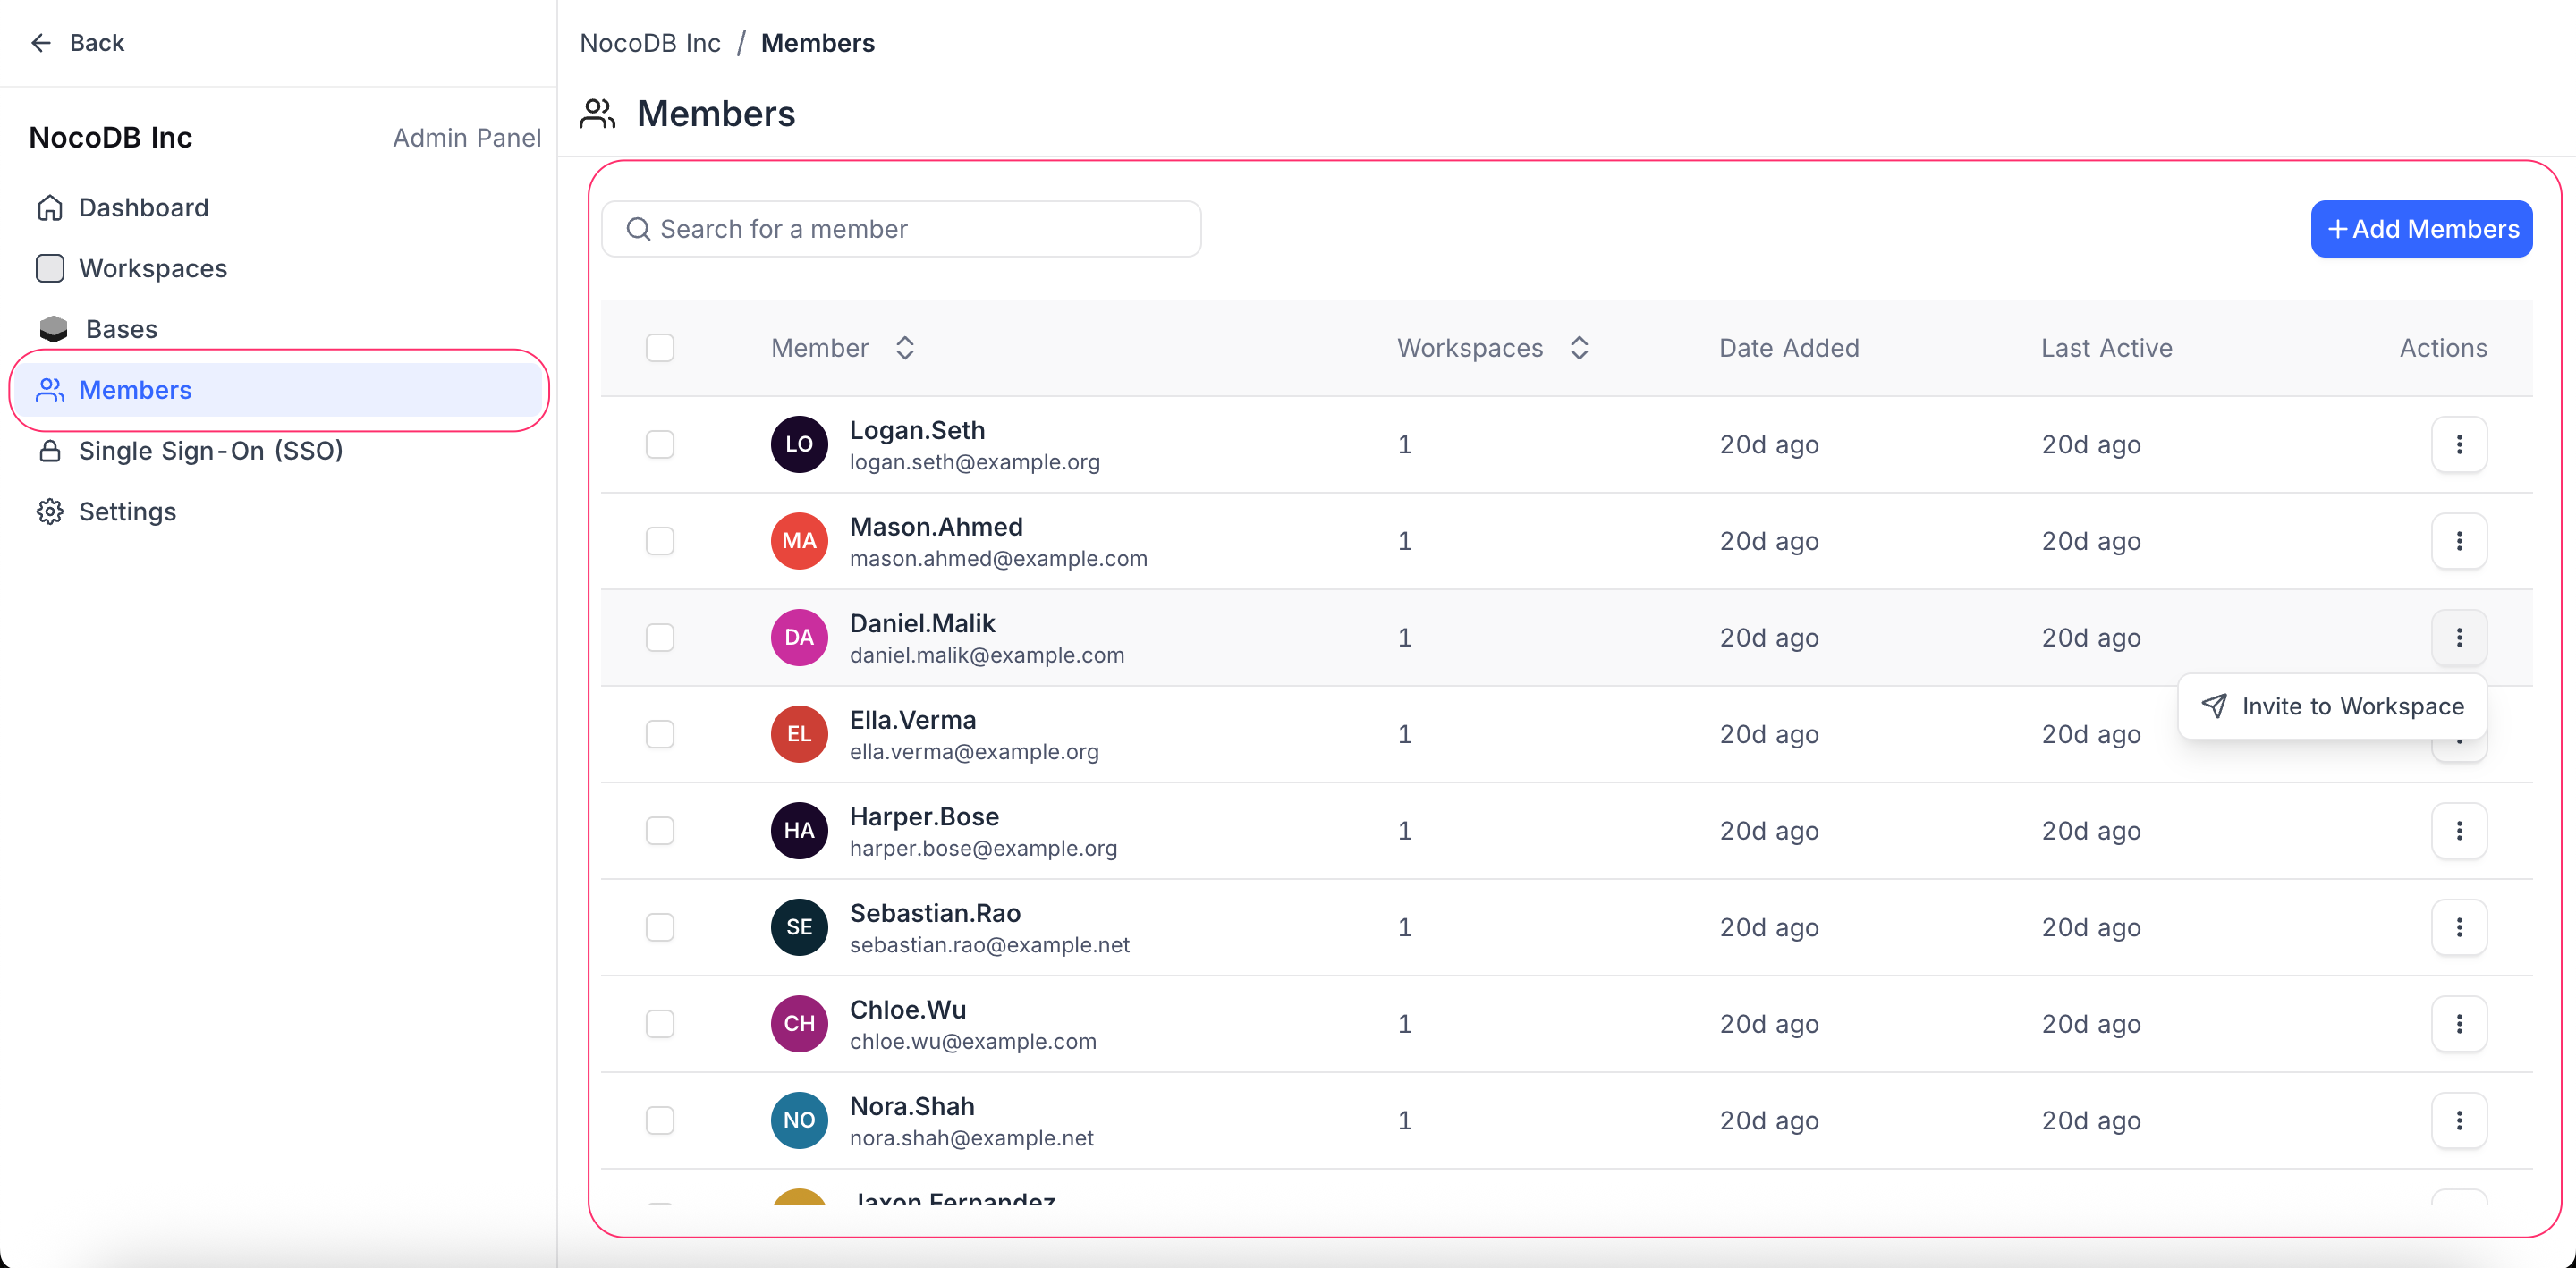 Back
NocoDB Inc / Members
NocoDB Inc Admin Panel
Dashboard
Workspaces
Bases
Members
Single Sign-On (SSO)
Settings
Members
Search for a member
+ Add Members
Member Workspaces Date Added Last Active Actions
LO Logan.Seth
logan.seth@example.org
1 20d ago 20d ago
MA Mason.Ahmed
mason.ahmed@example.com
1 20d ago 20d ago
DA Daniel.Malik
daniel.malik@example.com
1 20d ago 20d ago
Invite to Workspace
EL Ella.Verma
ella.verma@example.org
1 20d ago 20d ago
HA Harper.Bose
harper.bose@example.org
1 20d ago 20d ago
SE Sebastian.Rao
sebastian.rao@example.net
1 20d ago 20d ago
CH Chloe.Wu
chloe.wu@example.com
1 20d ago 20d ago
NO Nora.Shah
nora.shah@example.net
1 20d ago 20d ago
Jaxon.Fernandez